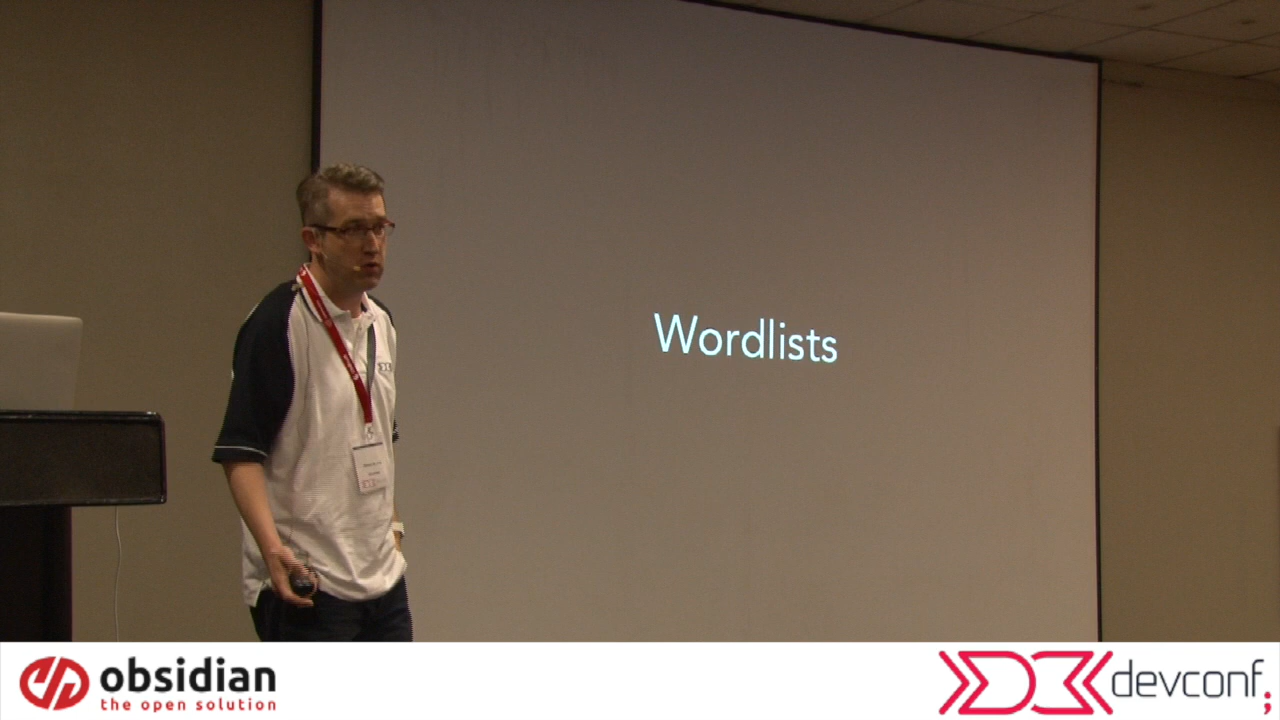 Wordlists
obsidian
the open solution
devconf;